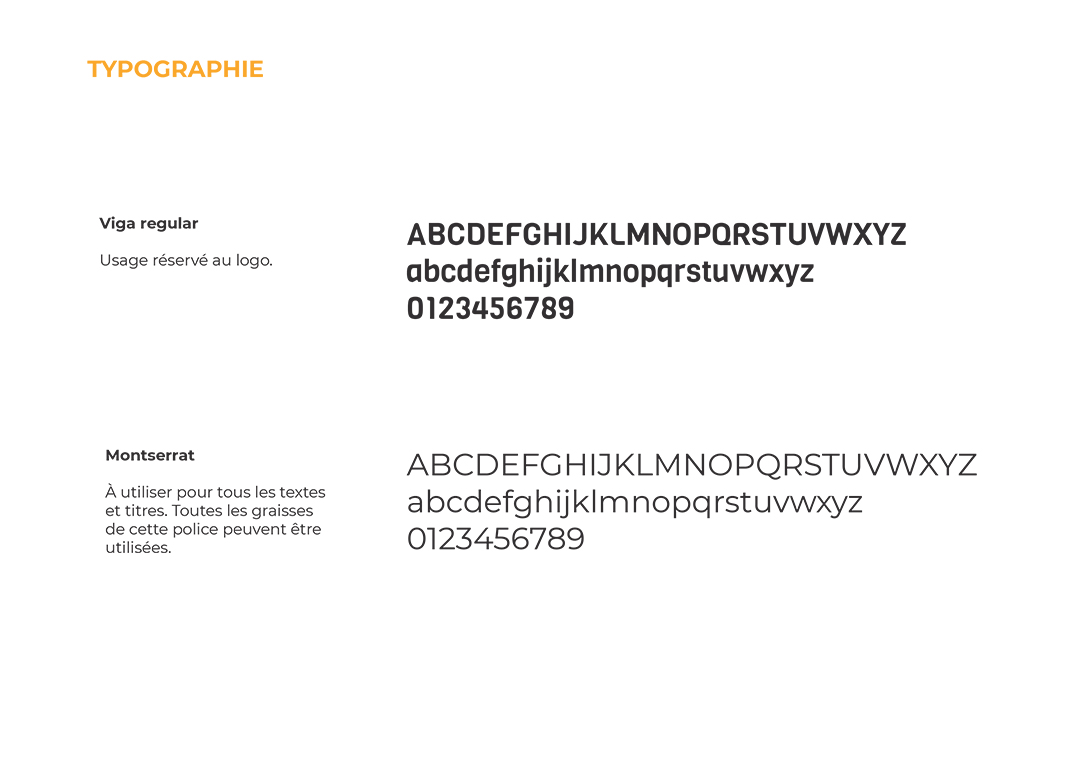 TYPOGRAPHIE
Viga regular
Usage réservé au logo.
ABCDEFGHIJKLMNOPQRSTUVWXYZ
abcdefghijklmnopqrstuvwxyz
0123456789
Montserrat
À utiliser pour tous les textes
et titres. Toutes les graisses
de cette police peuvent être
utilisées.
ABCDEFGHIJKLMNOPQRSTUVWXYZ
abcdefghijklmnopqrstuvwxyz
0123456789